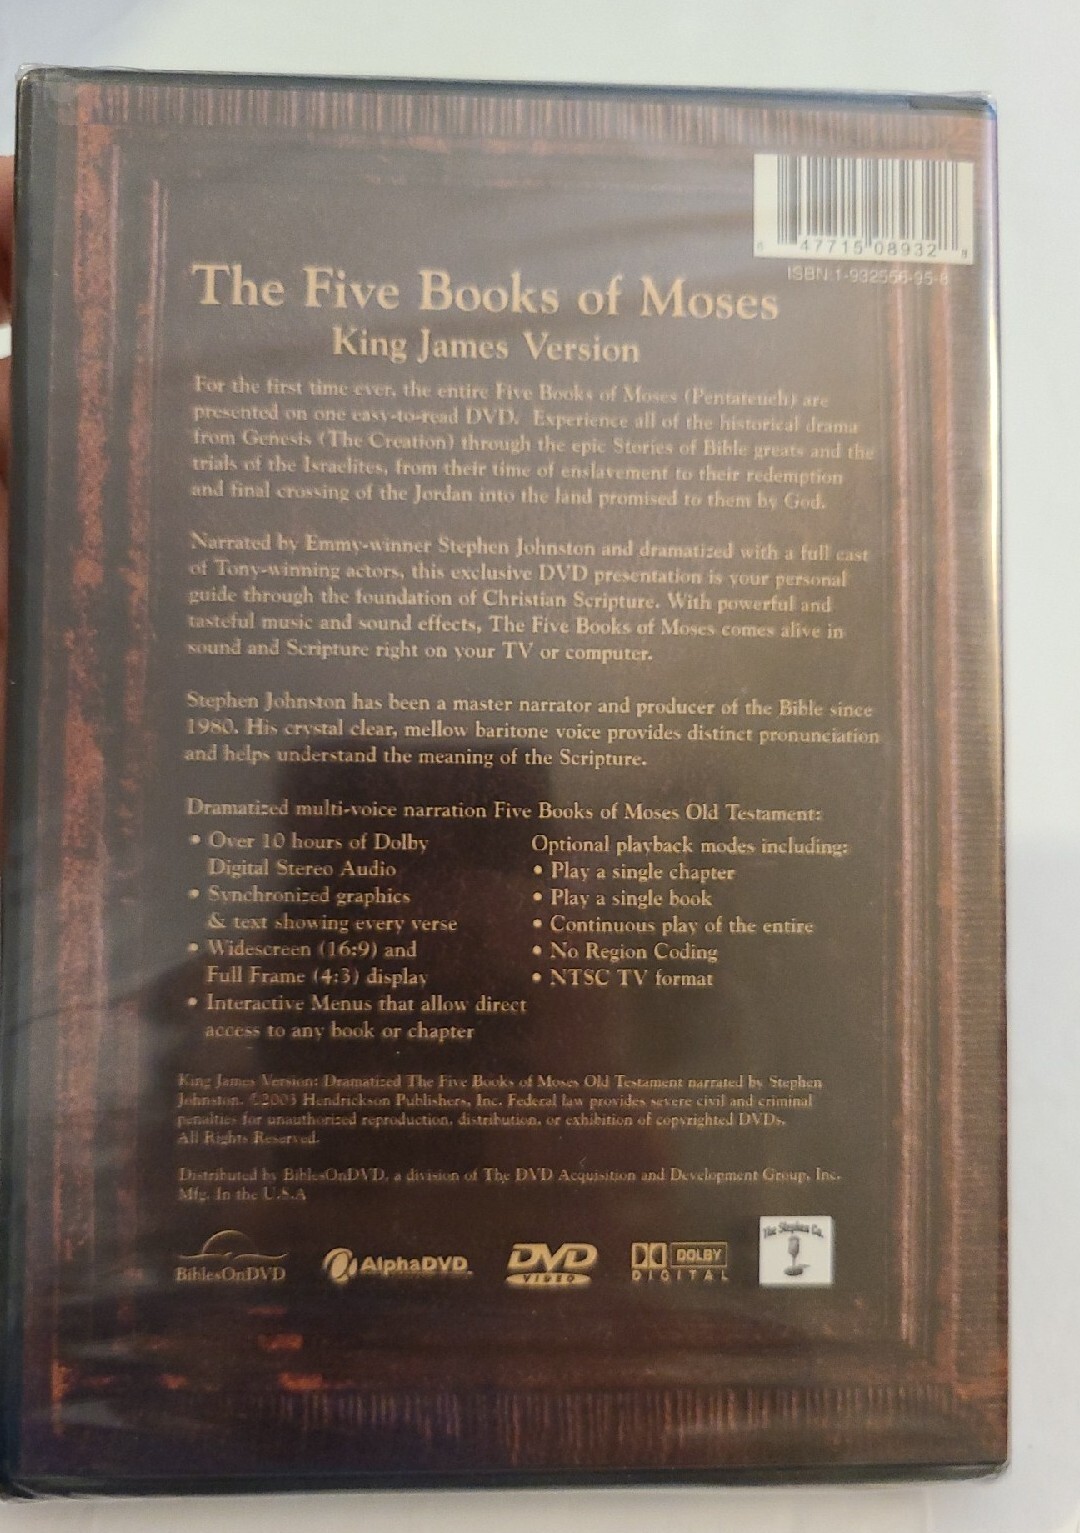 6 47715 08932 9
ISBN:1-932556-95-8
The Five Books of Moses
King James Version
For the first time ever, the entire Five Books of Moses (Pentateuch) are
presented on one easy-to-read DVD. Experience all of the historical drama
from Genesis (The Creation) through the epic Stories of Bible greats and the
trials of the Israelites, from their time of enslavement to their redemption
and final crossing of the Jordan into the land promised to them by God.
Narrated by Emmy-winner Stephen Johnston and dramatized with a full cast
of Tony-winning actors, this exclusive DVD presentation is your personal
guide through the foundation of Christian Scripture. With powerful and
tasteful music and sound effects, The Five Books of Moses comes alive in
sound and Scripture right on your TV or computer.
Stephen Johnston has been a master narrator and producer of the Bible since
1980. His crystal clear, mellow baritone voice provides distinct pronunciation
and helps understand the meaning of the Scripture.
Dramatized multi-voice narration Five Books of Moses Old Testament:
• Over 10 hours of Dolby
Digital Stereo Audio
• Synchronized graphics
& text showing every verse
• Widescreen (16:9) and
Full Frame (4:3) display
• Interactive Menus that allow direct
access to any book or chapter
Optional playback modes including:
• Play a single chapter
• Play a single book
• Continuous play of the entire
• No Region Coding
• NTSC TV format
King James Version: Dramatized The Five Books of Moses Old Testament narrated by Stephen
Johnston. ©2003 Hendrickson Publishers, Inc. Federal law provides severe civil and criminal
penalties for unauthorized reproduction, distribution, or exhibition of copyrighted DVDs.
All Rights Reserved.
Distributed by BiblesOnDVD, a division of The DVD Acquisition and Development Group, Inc.
Mfg. In the U.S.A
BiblesOnDVD
AlphaDVD
DVD
VIDEO
DOLBY
DIGITAL
The Stephen Co.